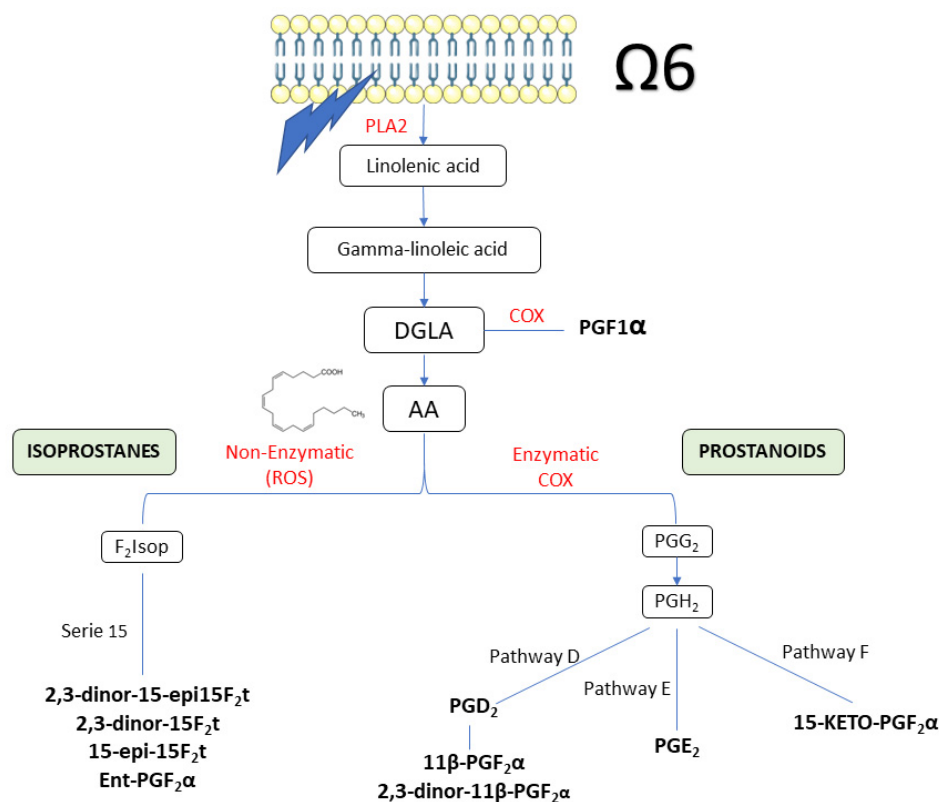 Ω6
PLA2
Linolenic acid
Gamma-linoleic acid
DGLA
COX
PGF1α
COOH
CH₃
AA
ISOPROSTANES
Non-Enzymatic
(ROS)
Enzymatic
COX
PROSTANOIDS
F₂Isop
PGG₂
PGH₂
Serie 15
Pathway D
Pathway E
Pathway F
2,3-dinor-15-epi15F₂t
2,3-dinor-15F₂t
15-epi-15F₂t
Ent-PGF₂α
PGD₂
11β-PGF₂α
2,3-dinor-11β-PGF₂α
PGE₂
15-KETO-PGF₂α